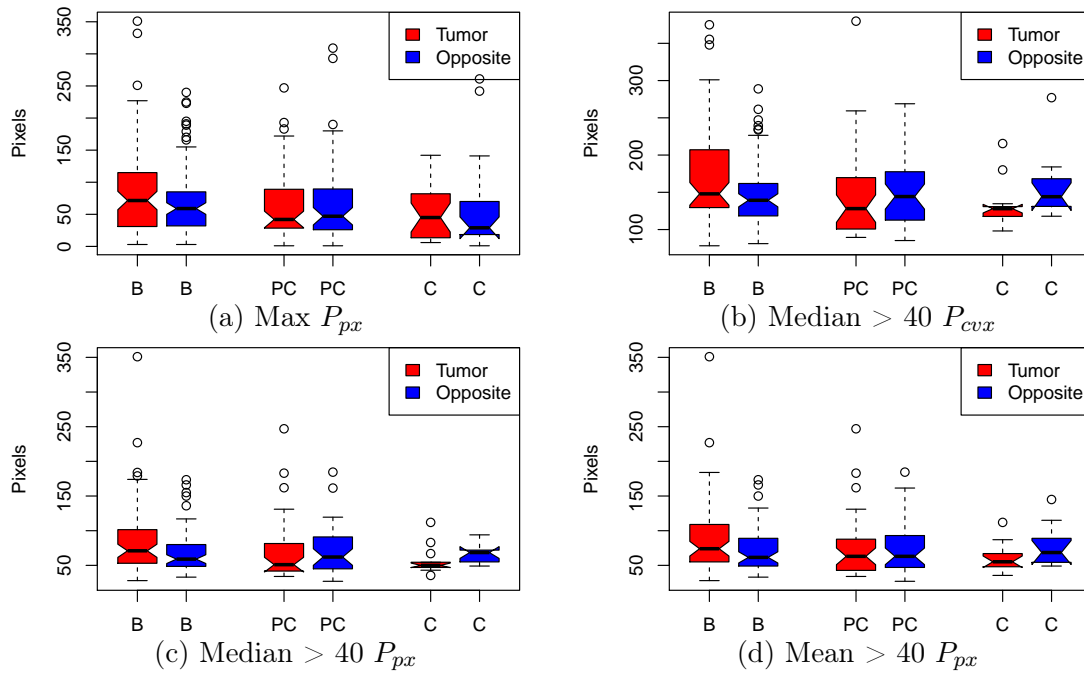 Pixels
0 50 150 250 350
Tumor
Opposite
B B PC PC C C
(a) Max P_px
Pixels
100 200 300
Tumor
Opposite
B B PC PC C C
(b) Median > 40 P_cvx
Pixels
50 150 250 350
Tumor
Opposite
B B PC PC C C
(c) Median > 40 P_px
Pixels
50 150 250 350
Tumor
Opposite
B B PC PC C C
(d) Mean > 40 P_px